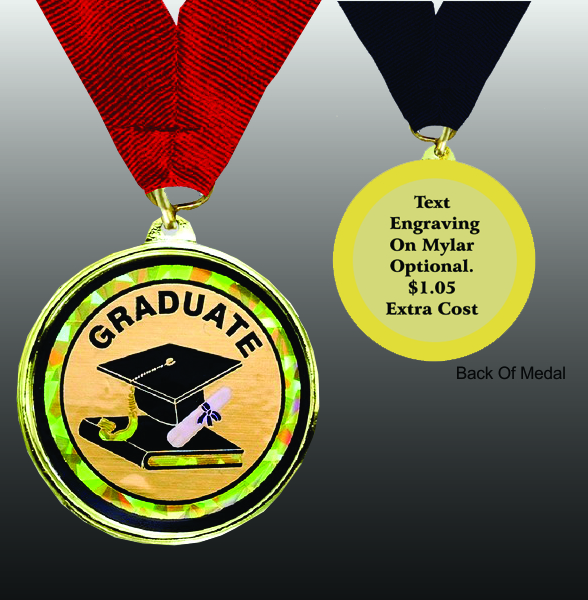 GRADUATE
Text
Engraving
On Mylar
Optional.
$1.05
Extra Cost
Back Of Medal